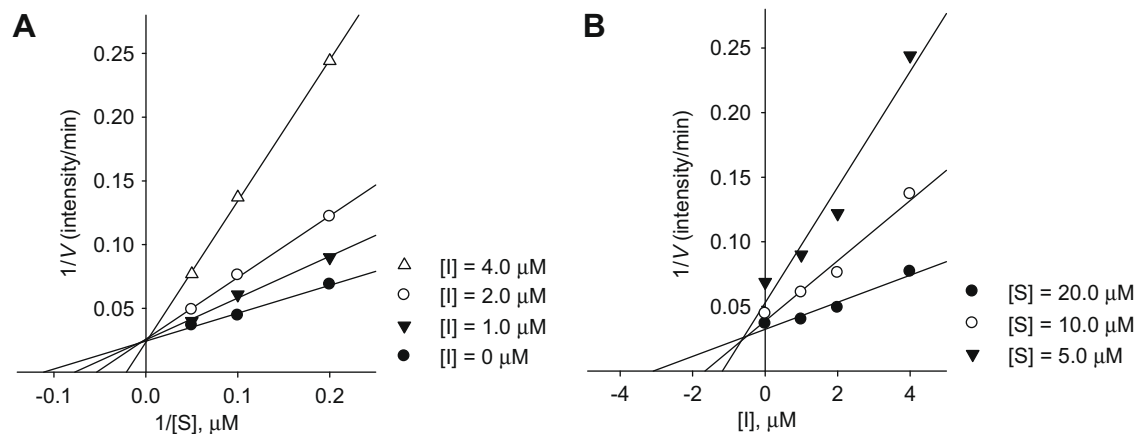 A
0.25
0.20
0.15
0.10
0.05
1/V (intensity/min)
-0.1
0.0
0.1
0.2
1/[S], μM
[I] = 4.0 μM
[I] = 2.0 μM
[I] = 1.0 μM
[I] = 0 μM
B
0.25
0.20
0.15
0.10
0.05
1/V (intensity/min)
-4
-2
0
2
4
[I], μM
[S] = 20.0 μM
[S] = 10.0 μM
[S] = 5.0 μM